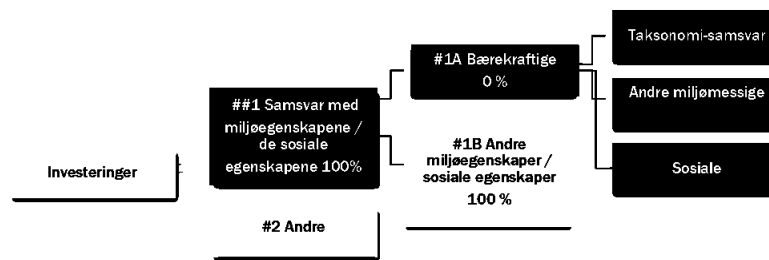 Investeringer
##1 Samsvar med
miljøegenskapene /
de sosiale
egenskapene 100%
#2 Andre
#1A Bærekraftige
0 %
#1B Andre
miljøegenskaper /
sosiale egenskaper
100 %
Taksonomi-samsvar
Andre miljømessige
Sosiale